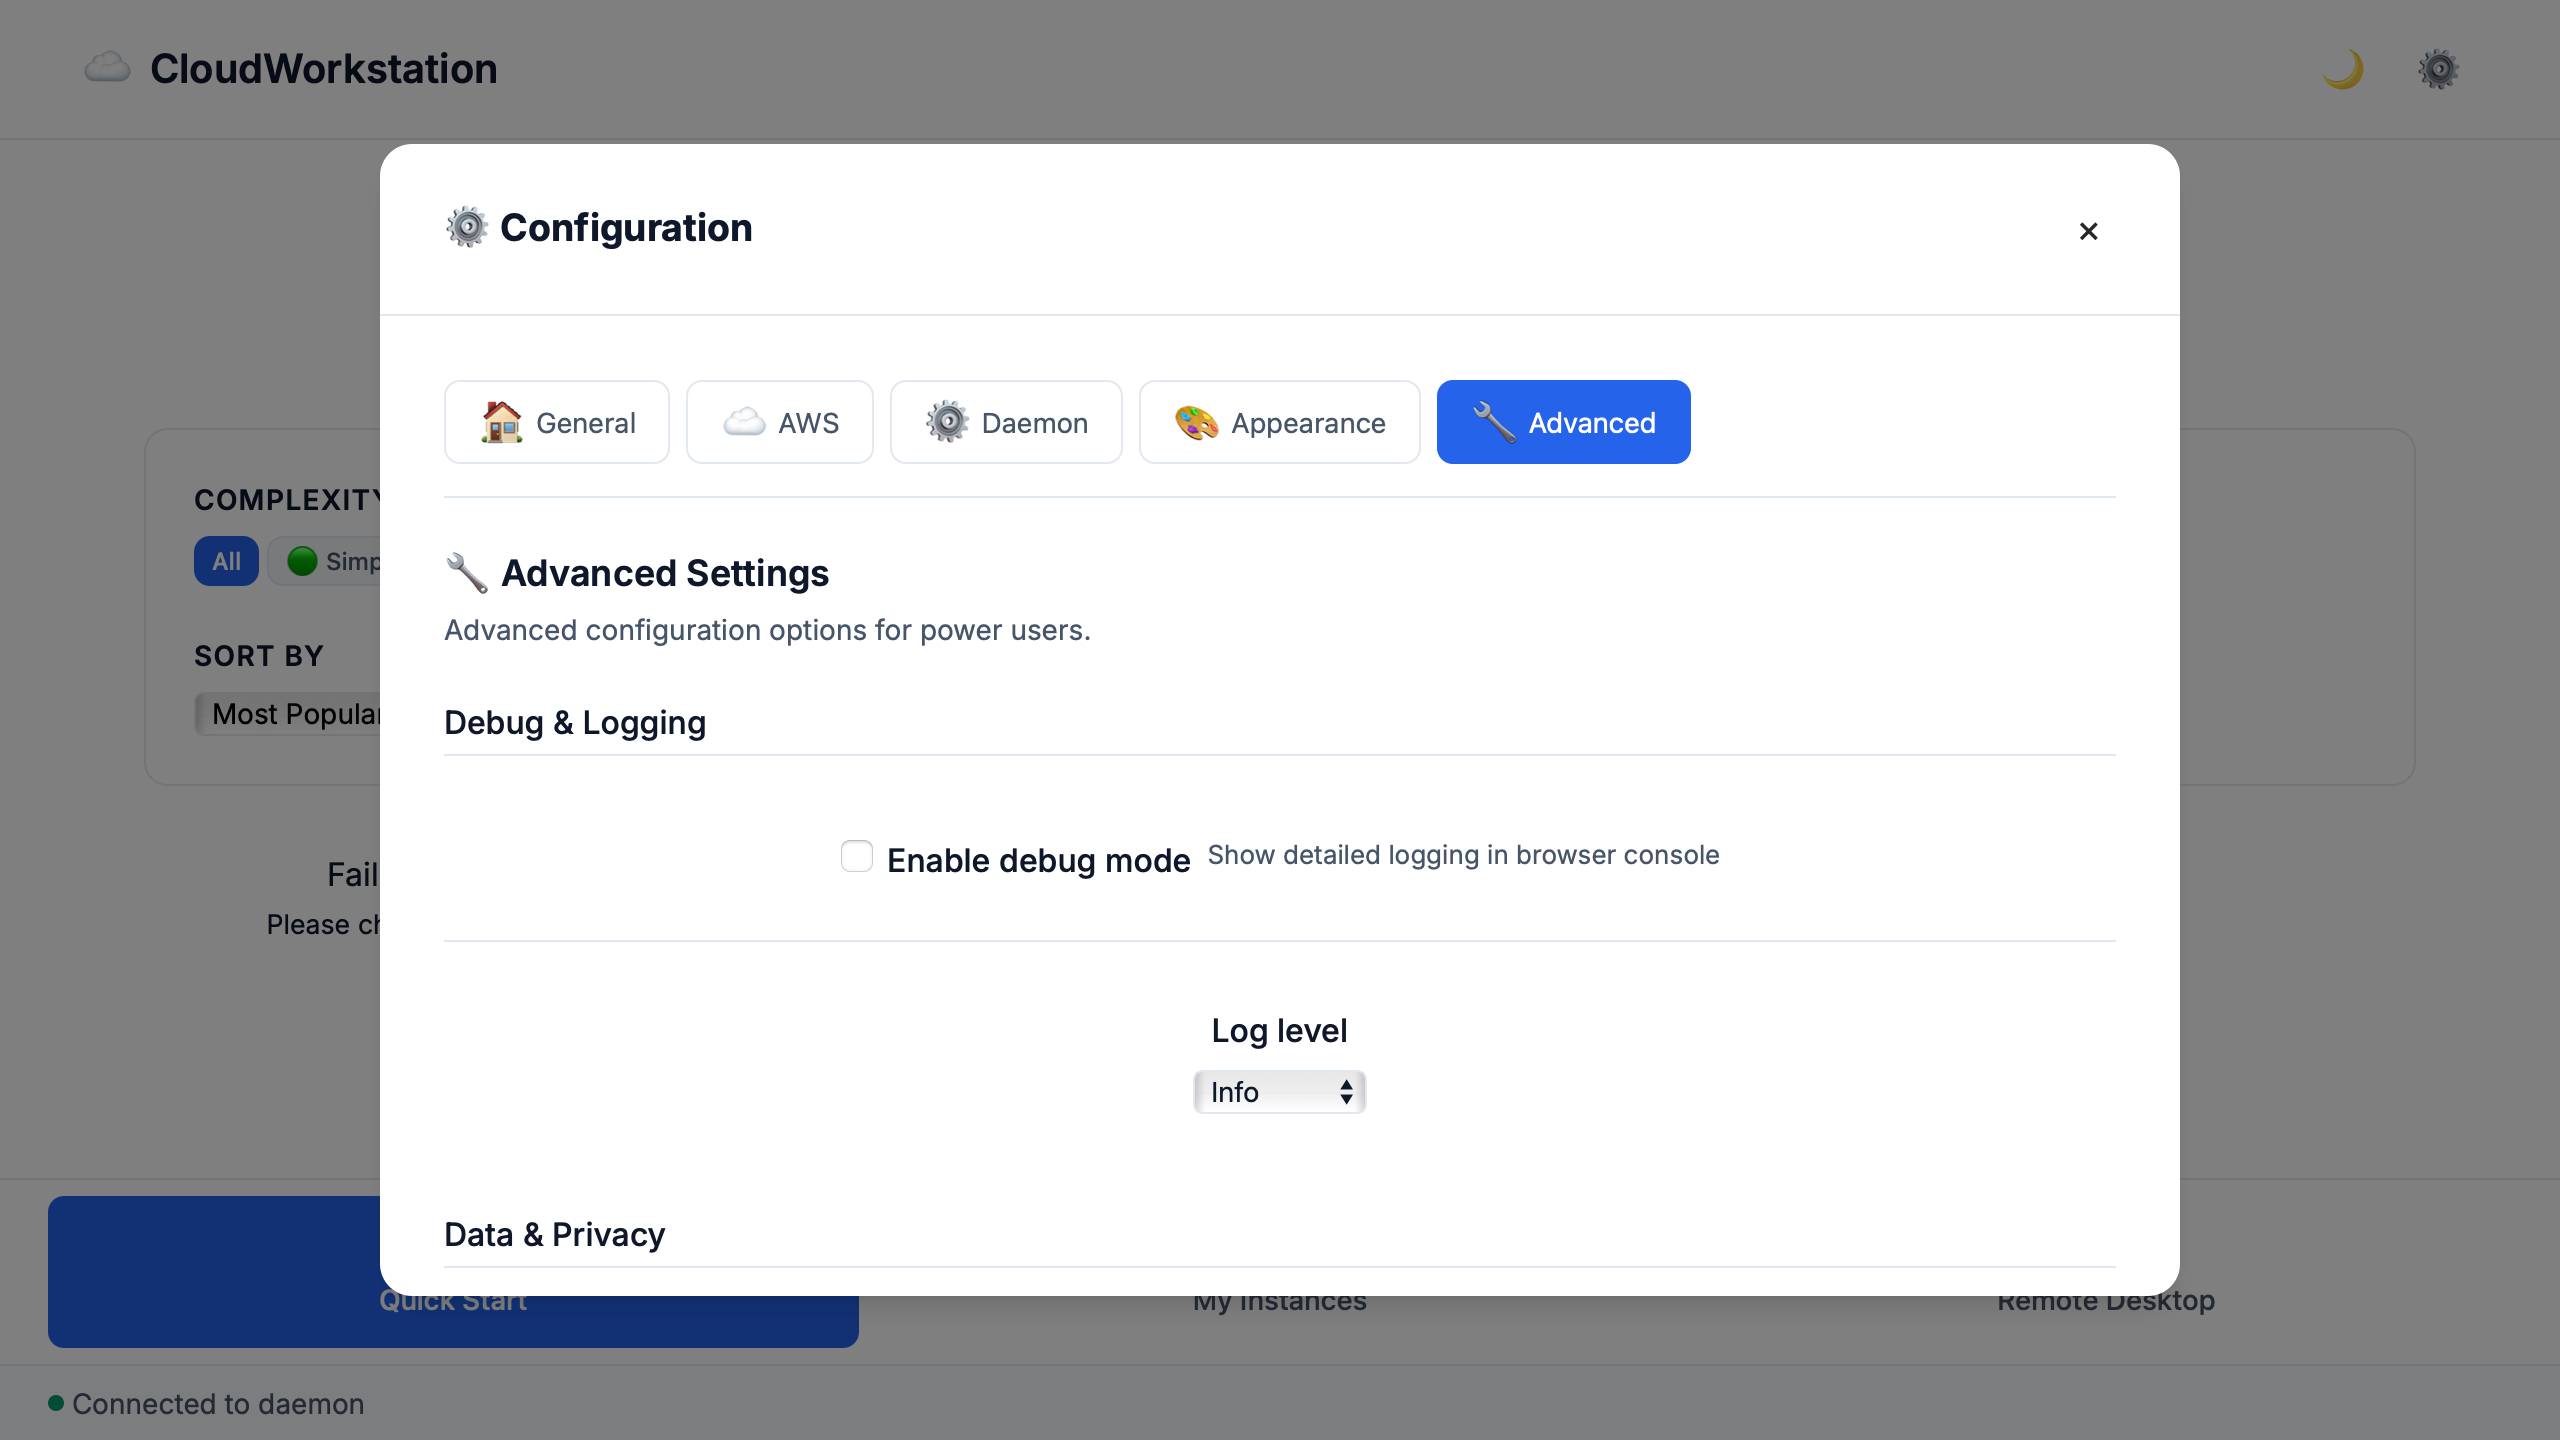 CloudWorkstation
Configuration
×
General
AWS
Daemon
Appearance
Advanced
COMPLEXITY
All
Simp
SORT BY
Most Popular
Fail
Please ch
Advanced Settings
Advanced configuration options for power users.
Debug & Logging
Enable debug mode Show detailed logging in browser console
Log level
Info
Data & Privacy
Quick Start
My Instances
Remote Desktop
Connected to daemon